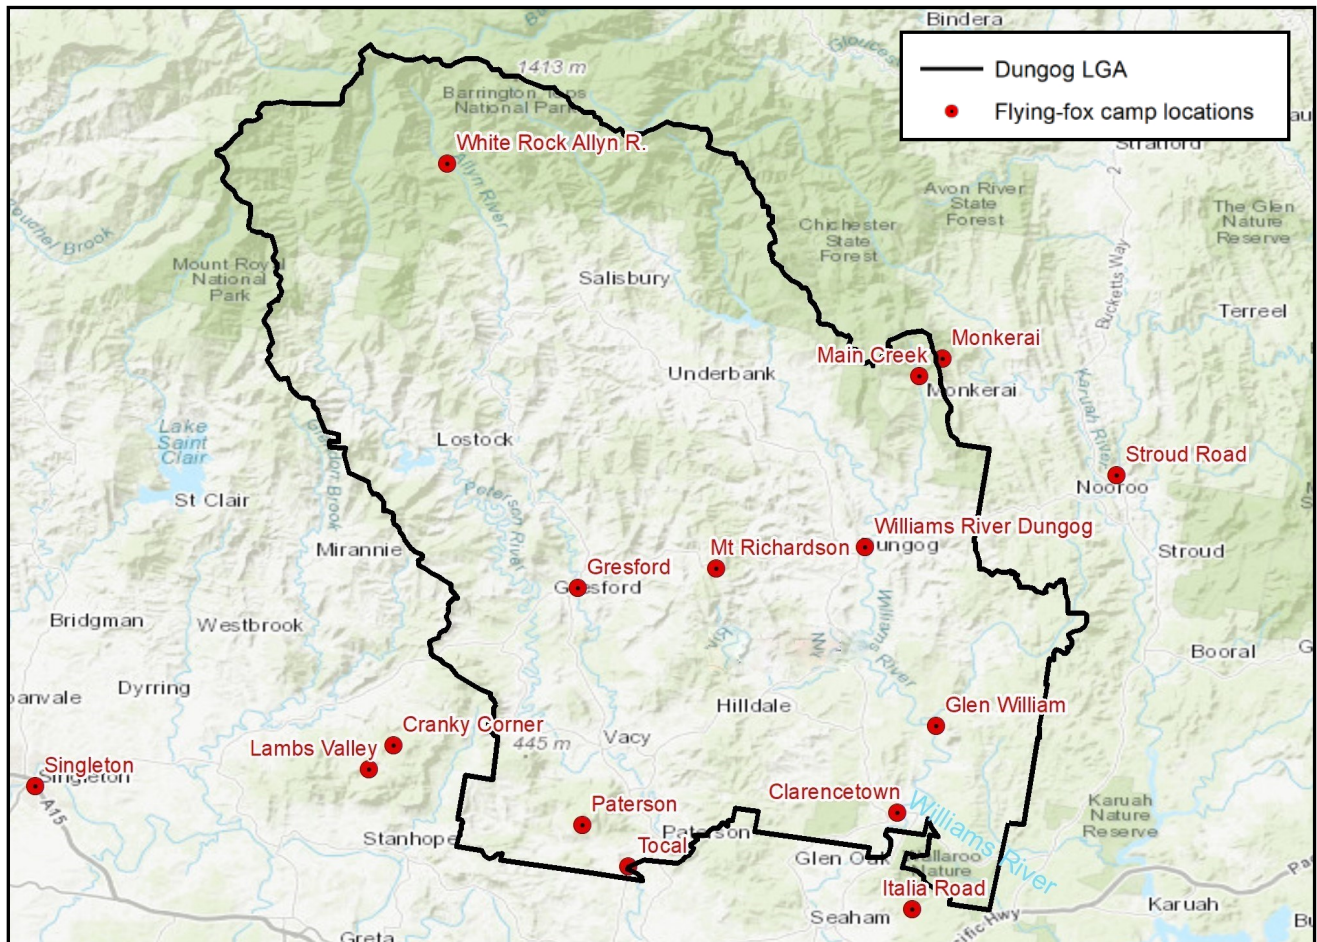 Bindera
Dungog LGA
Flying-fox camp locations
1413 m
Barrington Tops
National Park
White Rock Allyn R.
Allyn River
Stratford
2
Avon River
State
Forest
The Glen
Nature
Reserve
Chichester
State
Forest
Bucketts Way
Mount Royal
National
Park
Salisbury
Terreel
Monkerai
Main Creek
Monkerai
Underbank
Karuah River
Lake
Saint
Clair
Lostock
Stroud Road
Nooroo
St Clair
Paterson River
Williams River Dungog
Mt Richardson
Mirannie
Stroud
Gresford
Gresford
Bridgman
Westbrook
Williams
River
Booral
Dyrring
Hilldale
Glen William
Cranky Corner
445 m
Vacy
Lambs Valley
Singleton
Singleton
A15
Clarencetown
Williams River
Paterson
Karuah
Nature
Reserve
Stanhope
Paterson
Tocal
Glen Oak
Nature
Italia Road
Seaham
Karuah
Greta